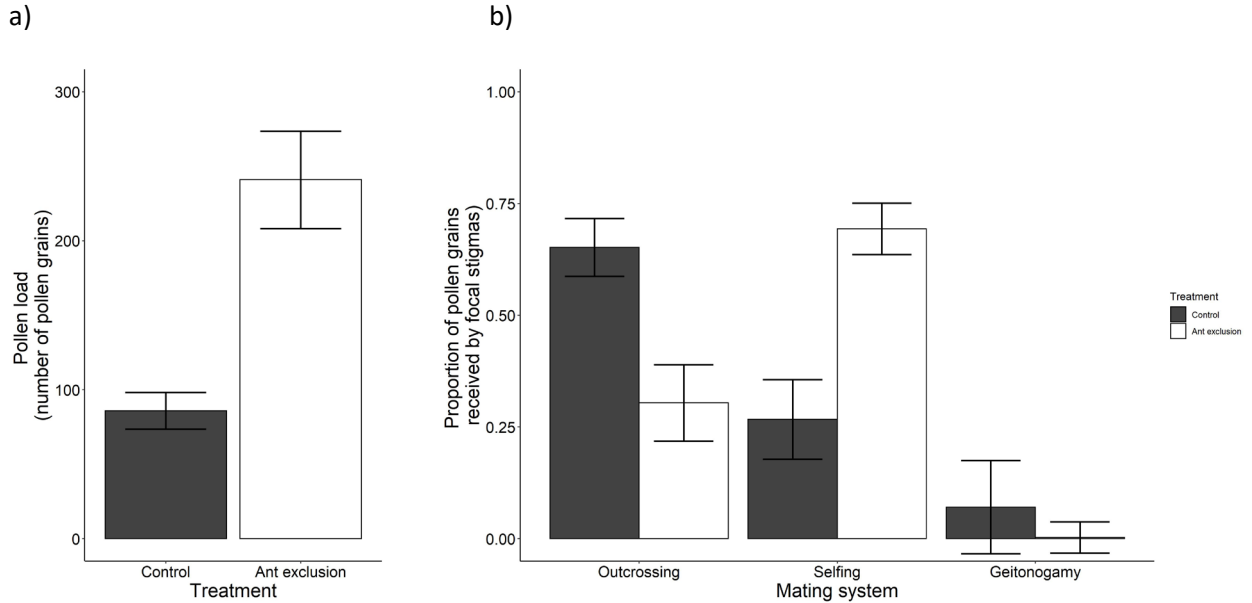 a)
Pollen load
(number of pollen grains)
300
200
100
0
Control
Ant exclusion
Treatment
b)
Proportion of pollen grains
received by focal stigmas
1.00
0.75
0.50
0.25
0.00
Outcrossing
Selfing
Geitonogamy
Mating system
Treatment
Control
Ant exclusion